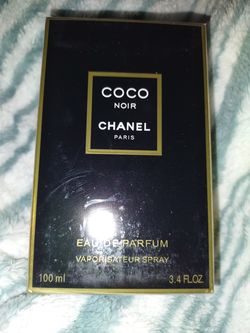 COCO
NOIR
CHANEL
PARIS
EAU DE PARFUM
VAPORISATEUR SPRAY
100 ml 3.4 FL.OZ